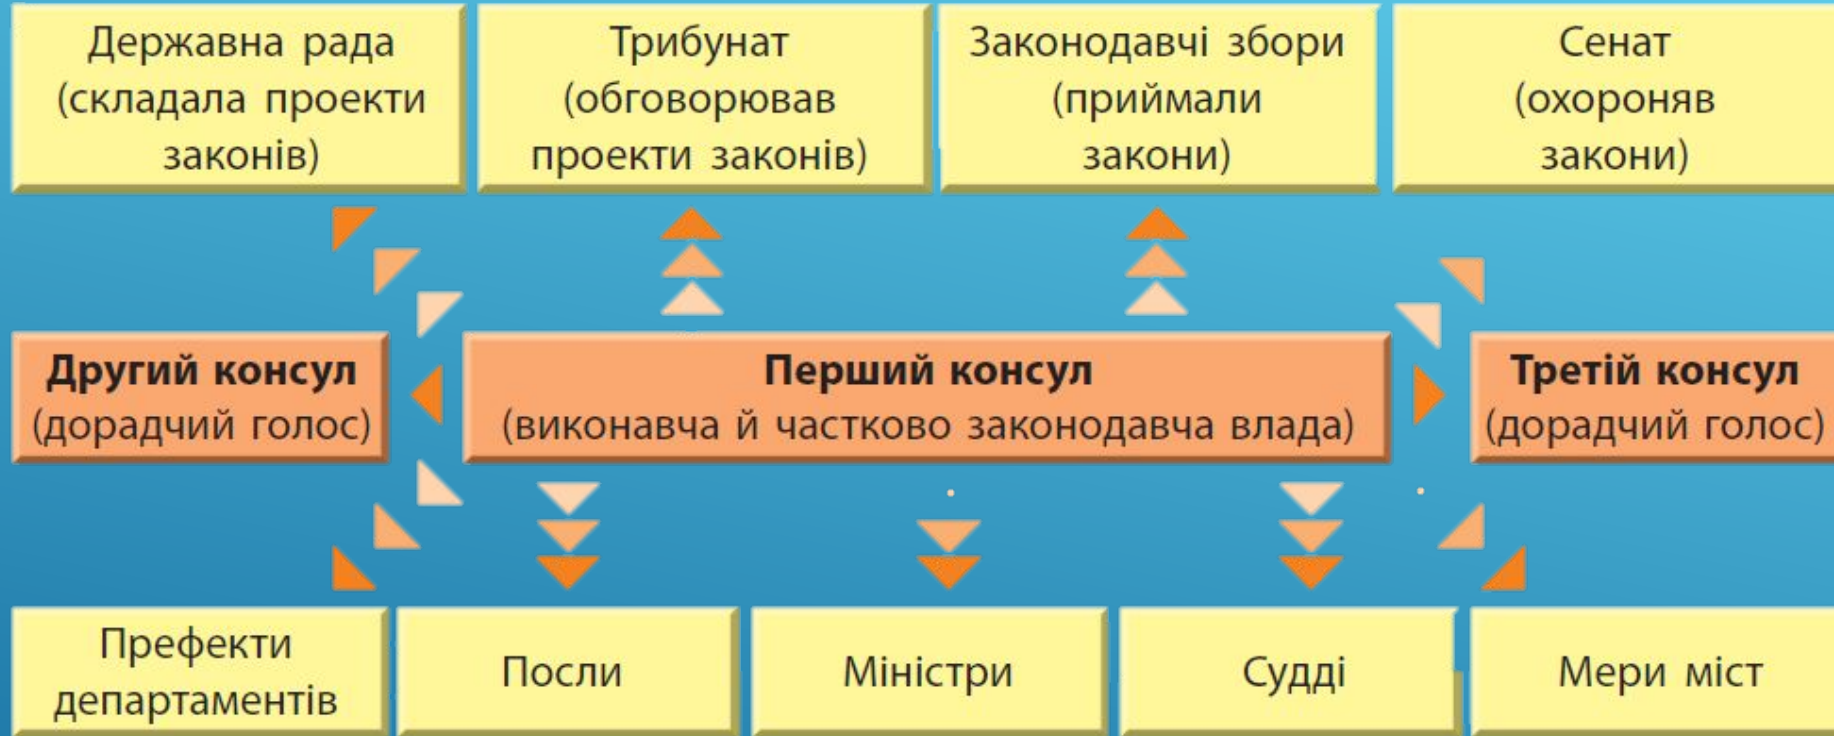 Державна рада
(складала проекти
законів)
Трибунат
(обговорював
проекти законів)
Законодавчі збори
(приймали
закони)
Сенат
(охороняв
закони)
Другий консул
(дорадчий голос)
Перший консул
(виконавча й частково законодавча влада)
Третій консул
(дорадчий голос)
Префекти
департаментів
Посли
Міністри
Судді
Мери міст